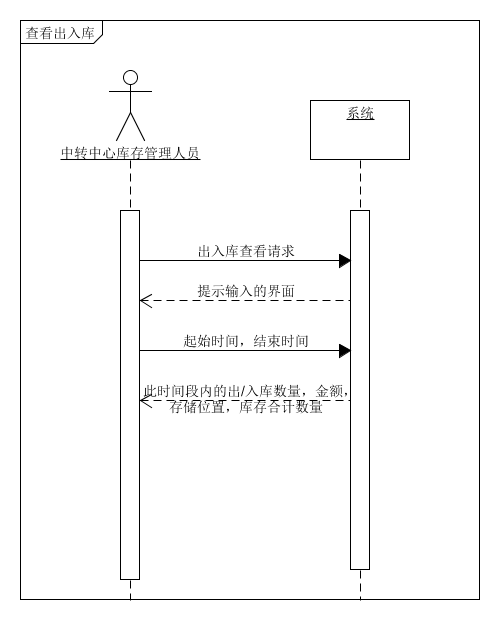 查看出入库
系统
中转中心库存管理人员
出入库查看请求
提示输入的界面
起始时间，结束时间
此时间段内的出/入库数量，金额，
存储位置，库存合计数量